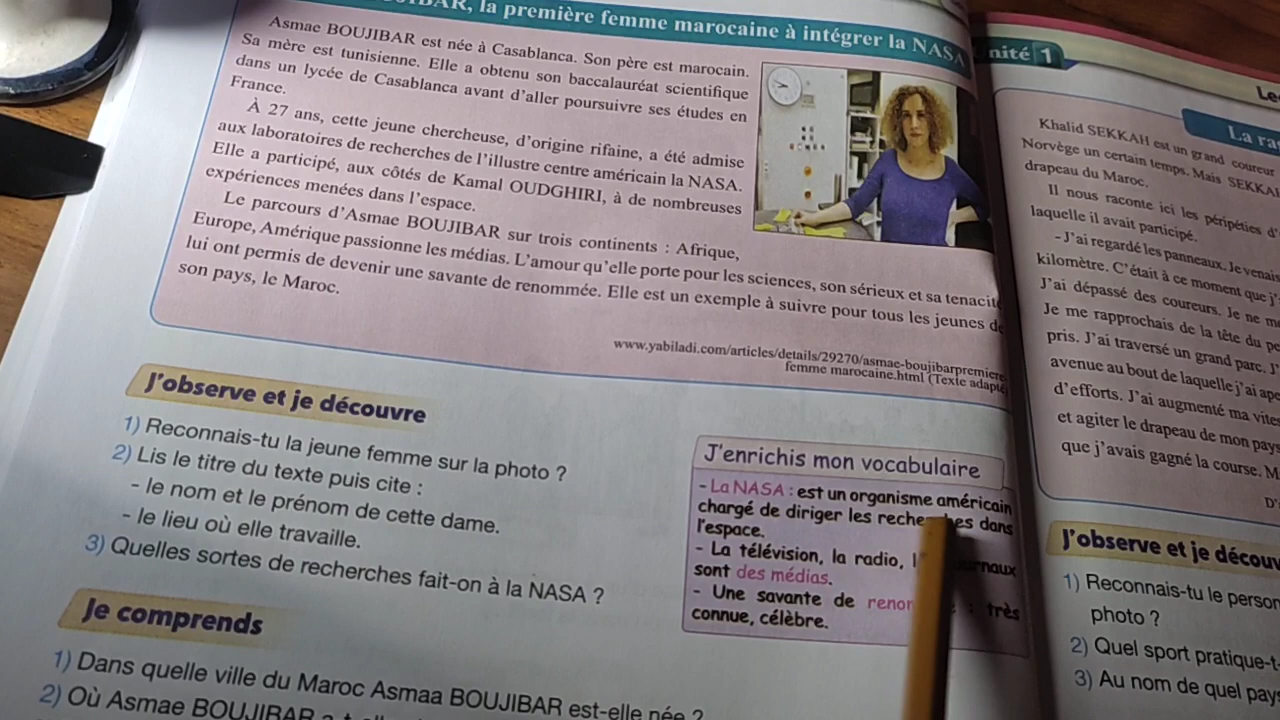 BAR, la première femme marocaine à intégrer la NASA
Asmae BOUJIBAR est née à Casablanca. Son père est marocain.
Sa mère est tunisienne. Elle a obtenu son baccalauréat scientifique
dans un lycée de Casablanca avant d'aller poursuivre ses études en
France.
À 27 ans, cette jeune chercheuse, d'origine rifaine, a été admise
aux laboratoires de recherches de l'illustre centre américain la NASA.
Elle a participé, aux côtés de Kamal OUDGHIRI, à de nombreuses
expériences menées dans l'espace.
Le parcours d'Asmae BOUJIBAR sur trois continents : Afrique,
Europe, Amérique passionne les médias. L'amour qu'elle porte pour les sciences, son sérieux et sa tenacité
lui ont permis de devenir une savante de renommée. Elle est un exemple à suivre pour tous les jeunes de
son pays, le Maroc.
www.yabiladi.com/articles/details/29270/asmae-boujibarpremiere
femme marocaine.html (Texte adapté
J'observe et je découvre
1) Reconnais-tu la jeune femme sur la photo ?
2) Lis le titre du texte puis cite :
- le nom et le prénom de cette dame.
- le lieu où elle travaille.
3) Quelles sortes de recherches fait-on à la NASA ?
J'enrichis mon vocabulaire
- La NASA : est un organisme américain
chargé de diriger les recherches dans
l'espace.
- La télévision, la radio,
sont des médias.
- Une savante de : très
connue, célèbre.
Je comprends
1) Dans quelle ville du Maroc Asmaa BOUJIBAR est-elle née ?
2) Où Asmae BOUJIBAR
nité 1
La
Khalid SEKKAH est un grand coureur
Norvège un certain temps. Mais
drapeau du Maroc.
Il nous raconte ici les péripéties
laquelle il avait participé.
- J'ai regardé les panneaux. Je venais
kilomètre. C'était à ce moment que
J'ai dépassé des coureurs. Je ne
Je me rapprochais de la tête du
pris. J'ai traversé un grand parc.
avenue au bout de laquelle j'ai
d'efforts. J'ai augmenté ma
et agiter le drapeau de mon pays
que j'avais gagné la course.
J'observe et je découv
1) Reconnais-tu le person
photo ?
2) Quel sport pratique-t-
3) Au nom de quel pay